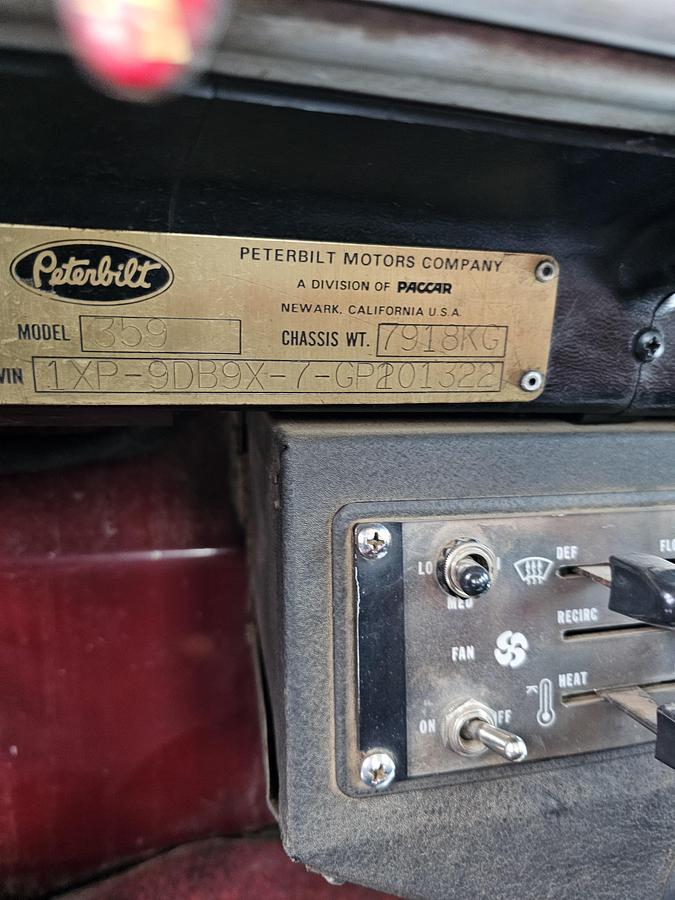 Peterbilt
PETERBILT MOTORS COMPANY
A DIVISION OF PACCAR
NEWARK, CALIFORNIA U.S.A.
MODEL 359 CHASSIS WT. 7918KG
VIN 1XP-9DB9X-7-GP201322
LO
MED
DEF
RECIRC
FAN
HEAT
ON